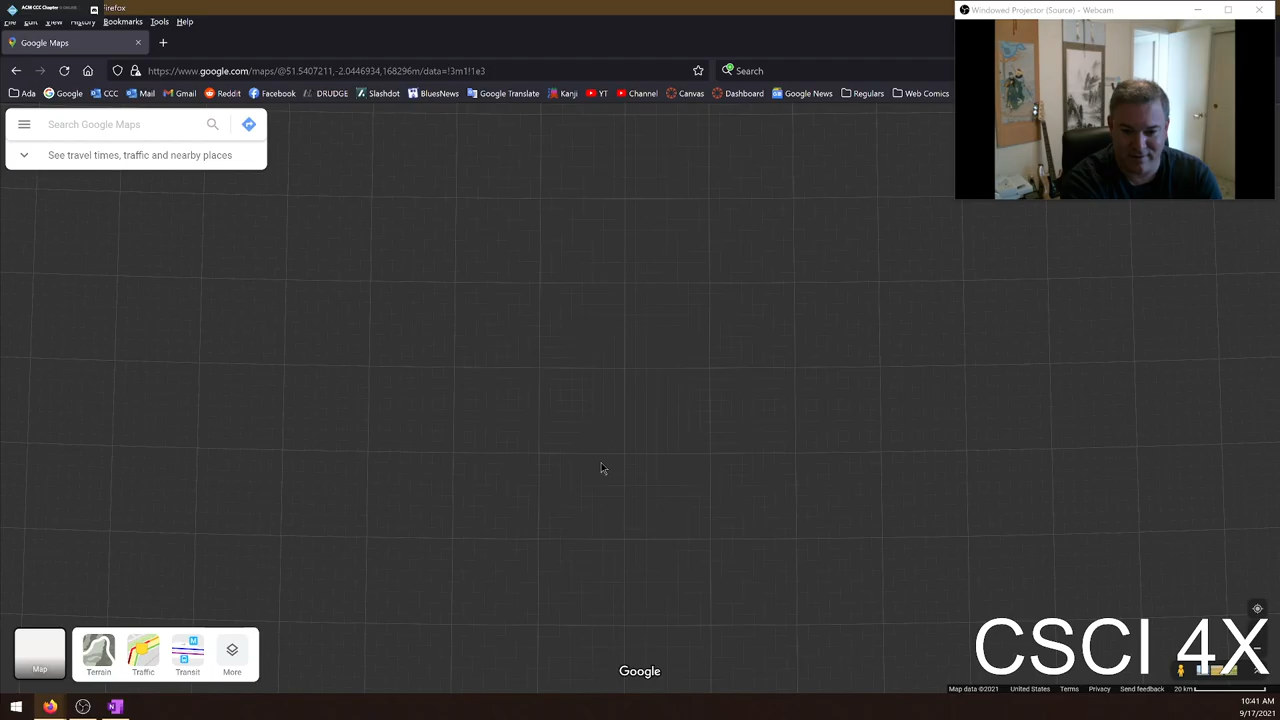 ACM CCC Chapter
Firefox
File Edit View History Bookmarks Tools Help
Windowed Projector (Source) - Webcam
Google Maps
https://www.google.com/maps/@51.5407211,-2.0446934,168296m/data=!3m1!1e3
Search
Ada Google CCC Mail Gmail Reddit Facebook DRUDGE Slashdot BluesNews Google Translate Kanji YT Channel Canvas Dashboard Google News Regulars Web Comics
Search Google Maps
See travel times, traffic and nearby places
Map
Terrain Traffic Transit More
Google
CSCI 4X
Map data ©2021 United States Terms Privacy Send feedback 20 km
10:41 AM
9/17/2021